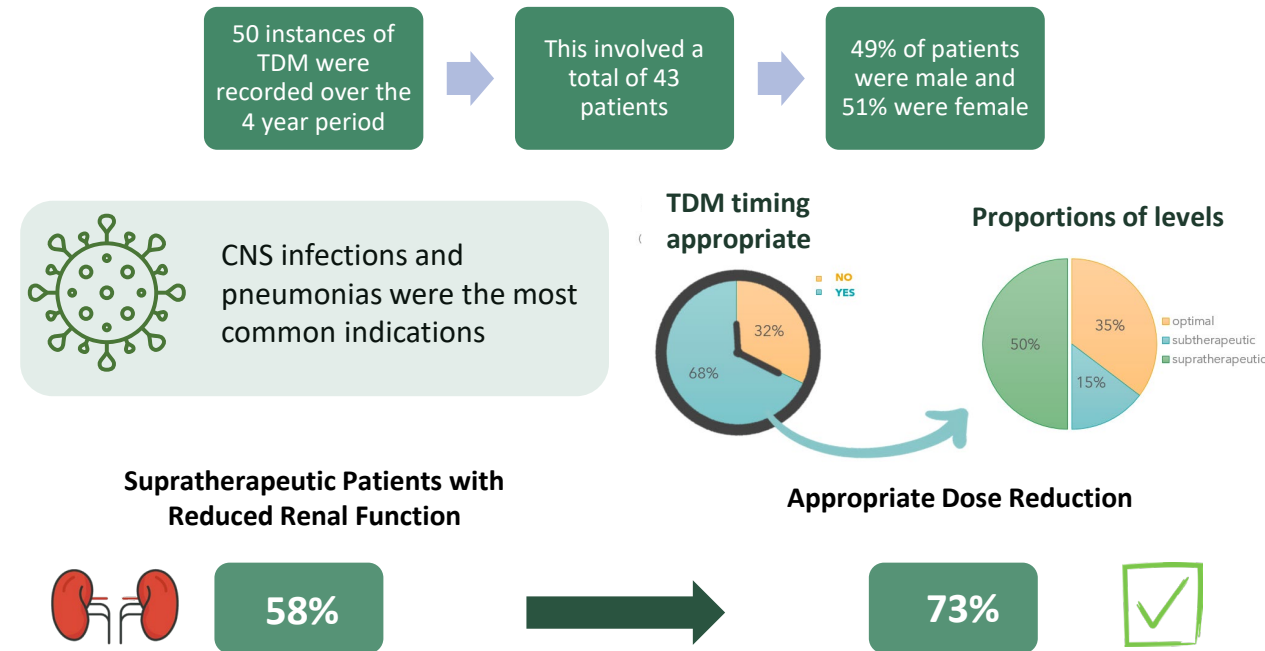 50 instances of
TDM were
recorded over the
4 year period
This involved a
total of 43
patients
49% of patients
were male and
51% were female
CNS infections and
pneumonias were the most
common indications
TDM timing
appropriate
NO
YES
32%
68%
Proportions of levels
35%
50%
15%
optimal
subtherapeutic
supratherapeutic
Supratherapeutic Patients with
Reduced Renal Function
58%
Appropriate Dose Reduction
73%